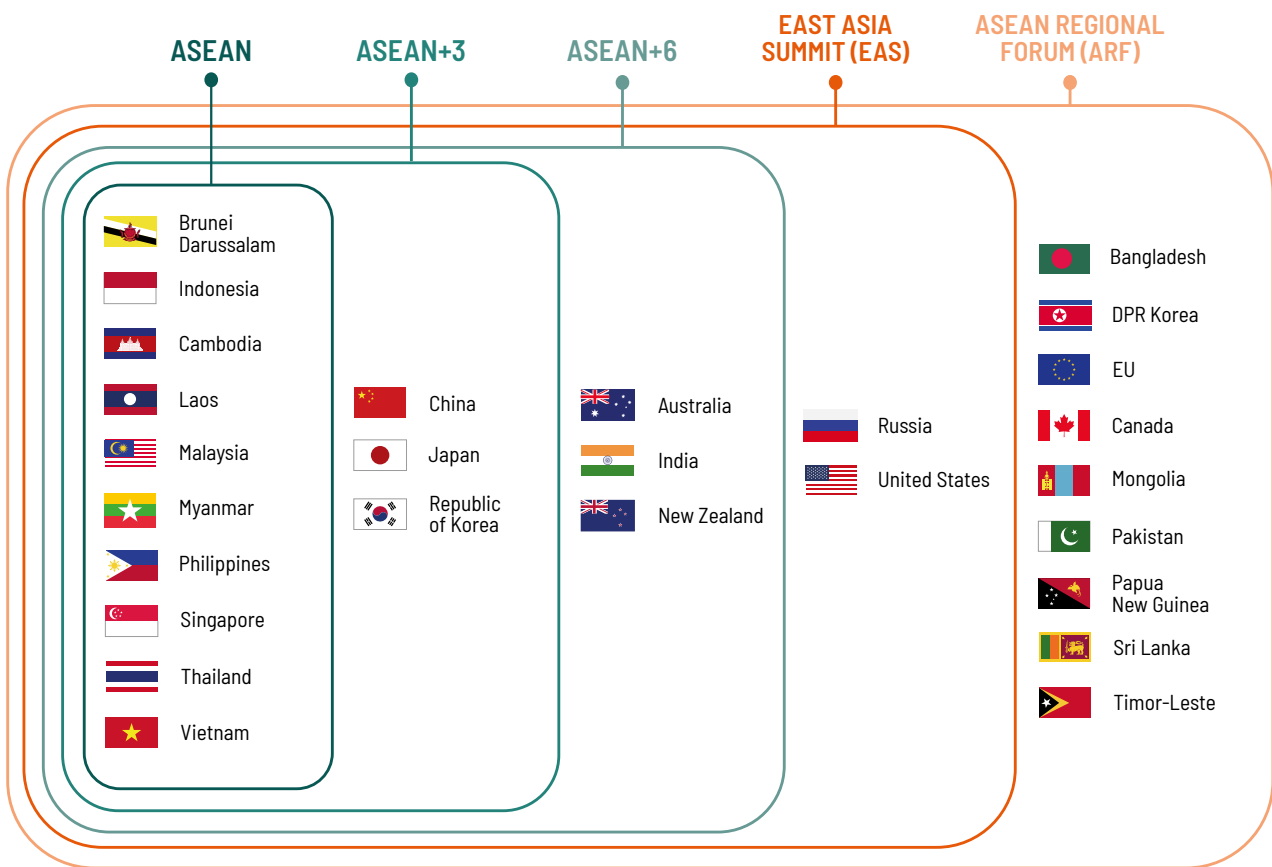 ASEAN
ASEAN+3
ASEAN+6
EAST ASIA
SUMMIT (EAS)
ASEAN REGIONAL
FORUM (ARF)
Brunei
Darussalam
Indonesia
Cambodia
Laos
Malaysia
Myanmar
Philippines
Singapore
Thailand
Vietnam
China
Japan
Republic
of Korea
Australia
India
New Zealand
Russia
United States
Bangladesh
DPR Korea
EU
Canada
Mongolia
Pakistan
Papua
New Guinea
Sri Lanka
Timor-Leste